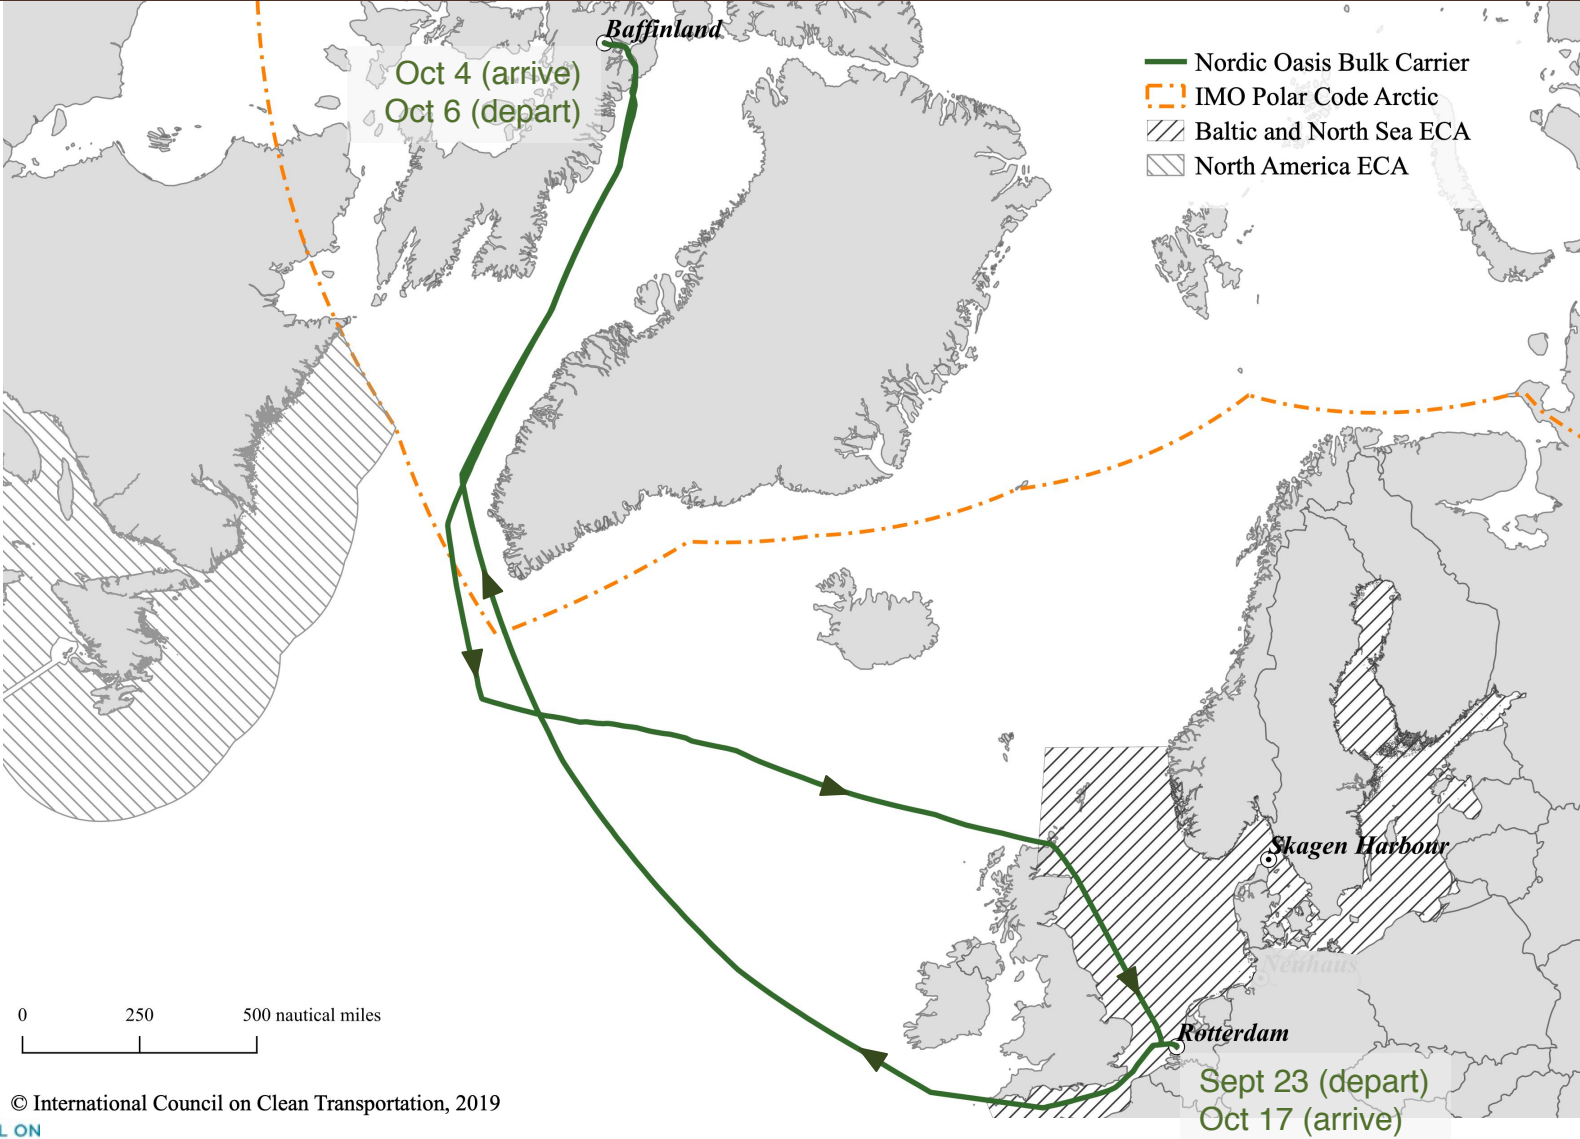 Baffinland
Oct 4 (arrive)
Oct 6 (depart)
Nordic Oasis Bulk Carrier
IMO Polar Code Arctic
Baltic and North Sea ECA
North America ECA
Skagen Harbour
Neuhaus
Rotterdam
Sept 23 (depart)
Oct 17 (arrive)
0 250 500 nautical miles
© International Council on Clean Transportation, 2019
L ON